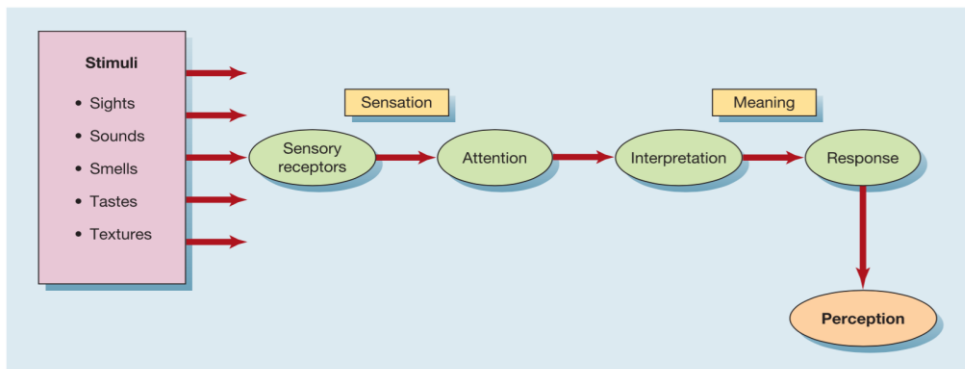 Stimuli
• Sights
• Sounds
• Smells
• Tastes
• Textures
Sensation
Meaning
Sensory
receptors
Attention
Interpretation
Response
Perception